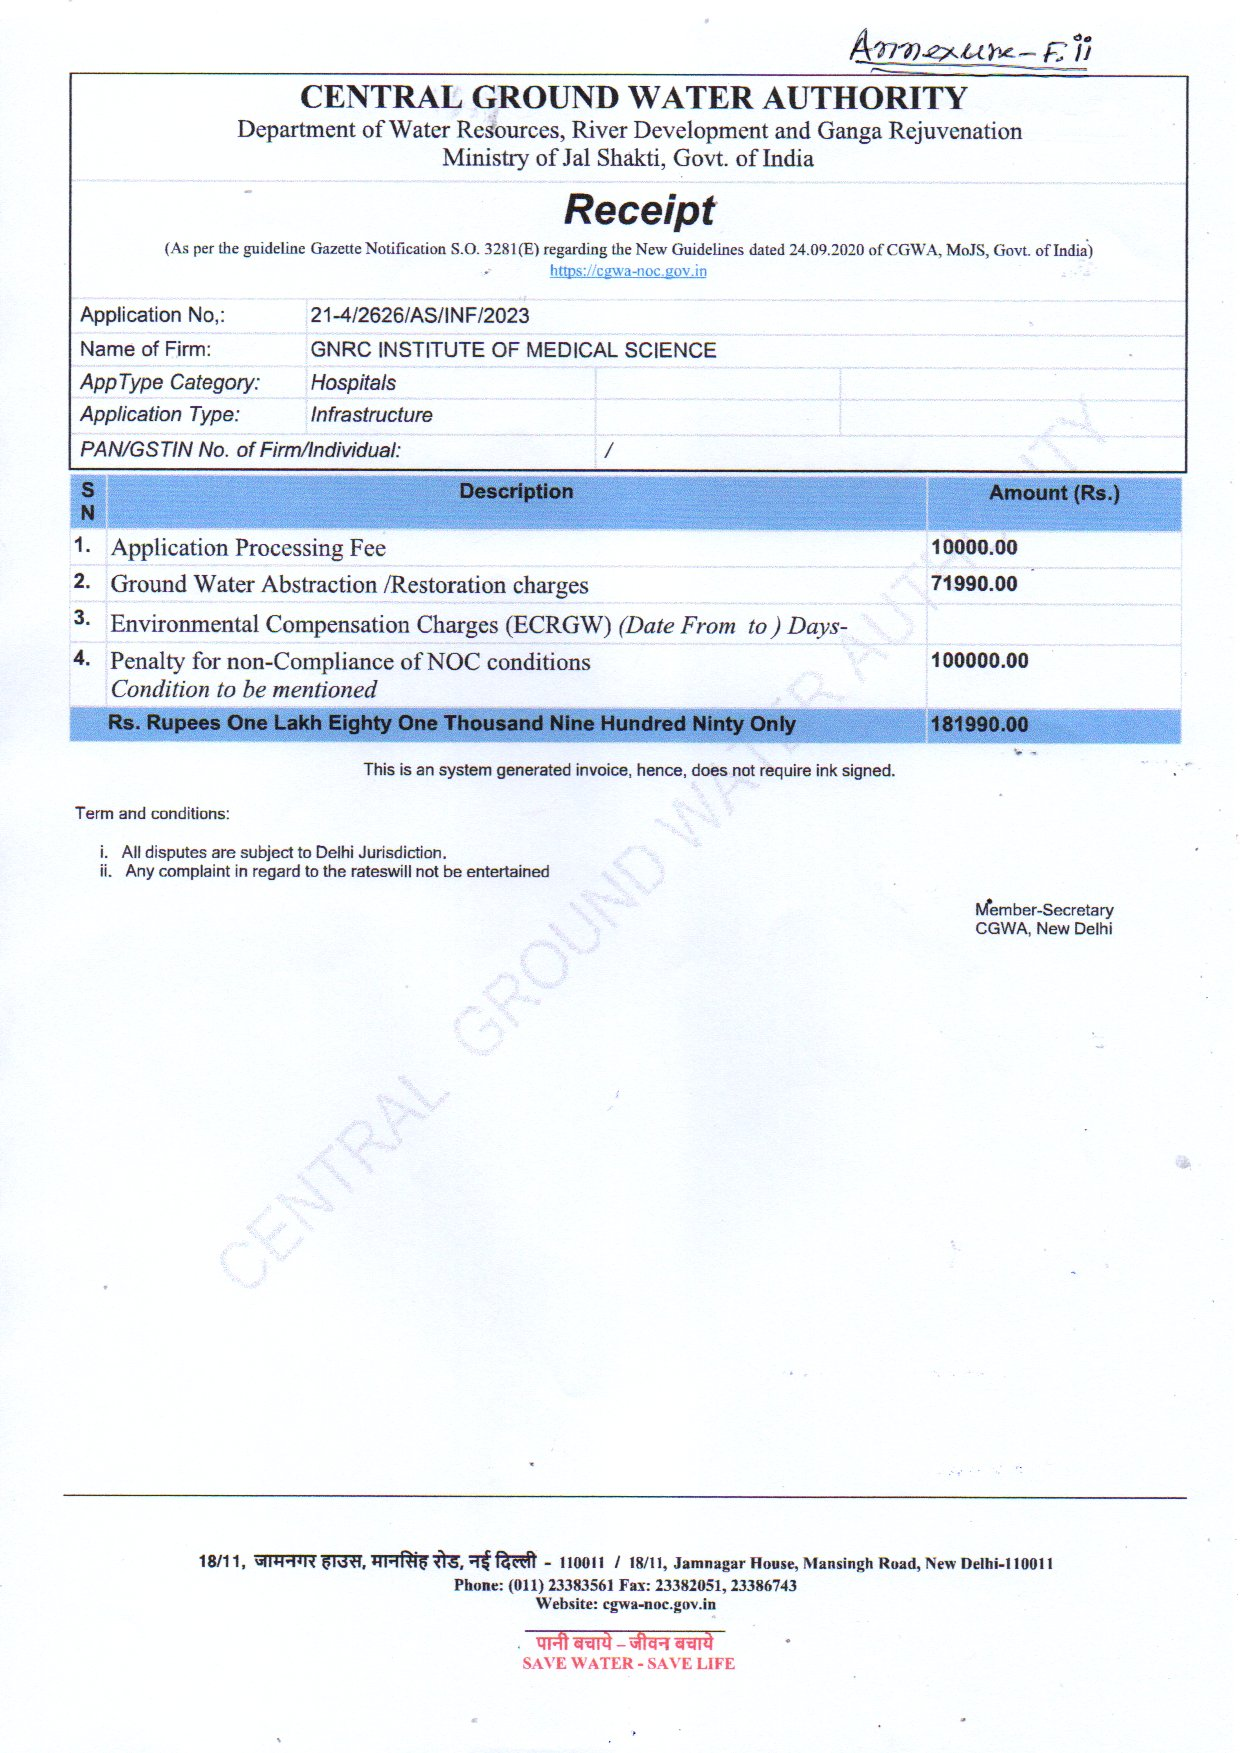 Annexure - F. ii
CENTRAL GROUND WATER AUTHORITY
Department of Water Resources, River Development and Ganga Rejuvenation
Ministry of Jal Shakti, Govt. of India
Receipt
(As per the guideline Gazette Notification S.O. 3281(E) regarding the New Guidelines dated 24.09.2020 of CGWA, MoJS, Govt. of India)
https://cgwa-noc.gov.in
Application No,: 21-4/2626/AS/INF/2023
Name of Firm: GNRC INSTITUTE OF MEDICAL SCIENCE
AppType Category: Hospitals
Application Type: Infrastructure
PAN/GSTIN No. of Firm/Individual: /
S N Description Amount (Rs.)
1. Application Processing Fee 10000.00
2. Ground Water Abstraction /Restoration charges 71990.00
3. Environmental Compensation Charges (ECRGW) (Date From to ) Days-
4. Penalty for non-Compliance of NOC conditions 100000.00
Condition to be mentioned
Rs. Rupees One Lakh Eighty One Thousand Nine Hundred Ninty Only 181990.00
This is an system generated invoice, hence, does not require ink signed.
Term and conditions:
i. All disputes are subject to Delhi Jurisdiction.
ii. Any complaint in regard to the rateswill not be entertained
Member-Secretary
CGWA, New Delhi
CENTRAL GROUND WATER AUTHORITY
18/11, जामनगर हाउस, मानसिंह रोड, नई दिल्ली - 110011 / 18/11, Jamnagar House, Mansingh Road, New Delhi-110011
Phone: (011) 23383561 Fax: 23382051, 23386743
Website: cgwa-noc.gov.in
पानी बचाये – जीवन बचाये
SAVE WATER - SAVE LIFE